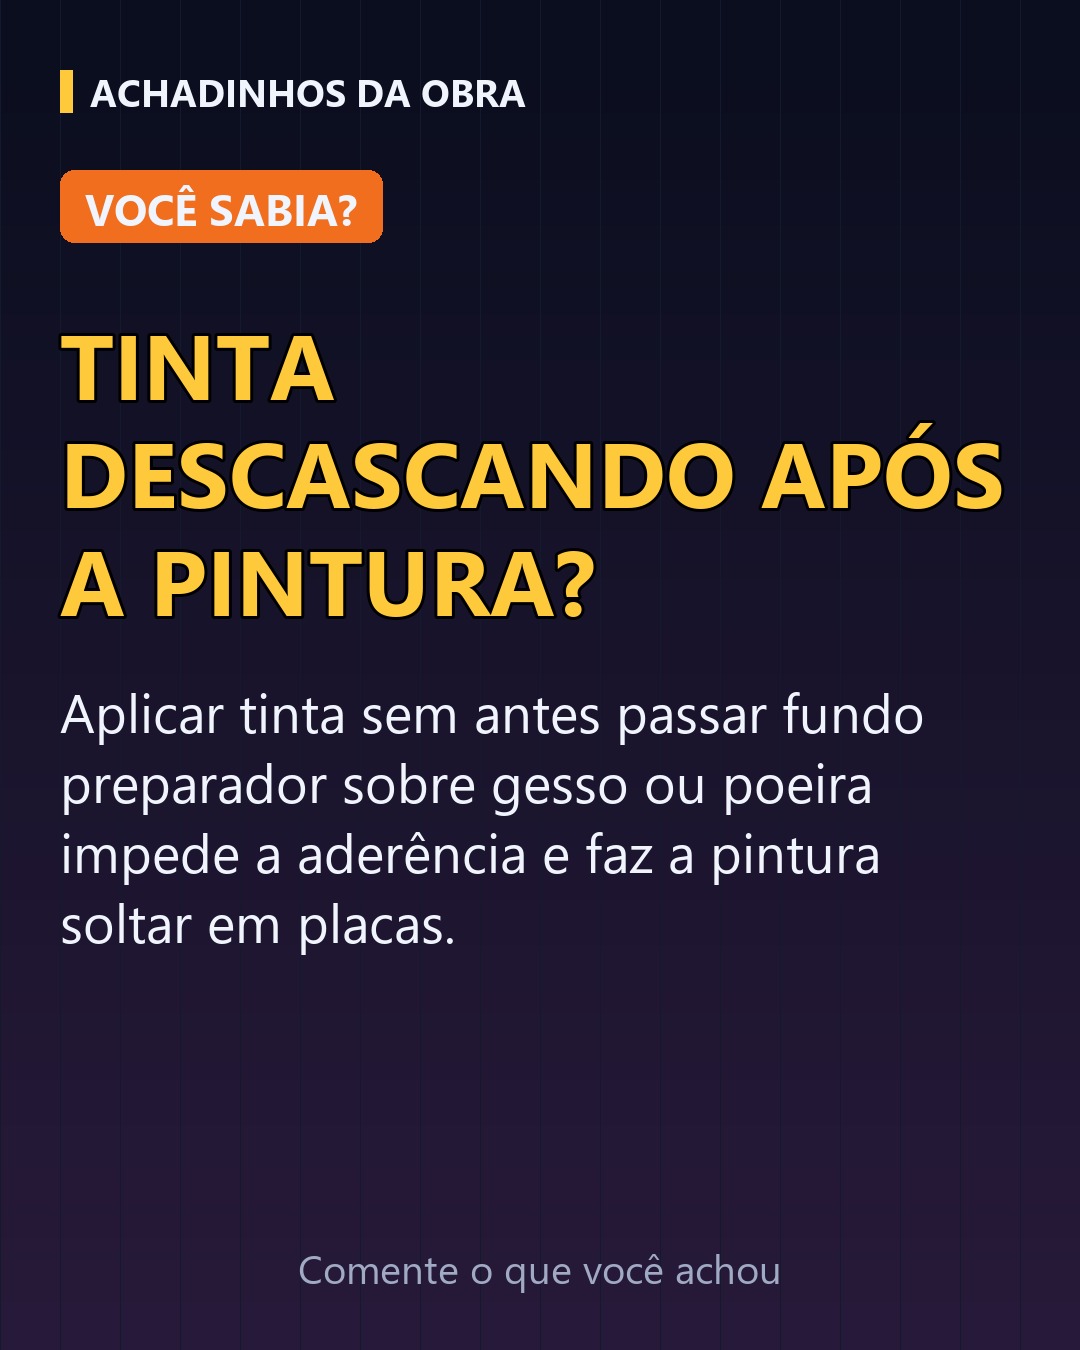 ACHADINHOS DA OBRA
VOCÊ SABIA?
TINTA
DESCASCANDO APÓS
A PINTURA?
Aplicar tinta sem antes passar fundo
preparador sobre gesso ou poeira
impede a aderência e faz a pintura
soltar em placas.
Comente o que você achou